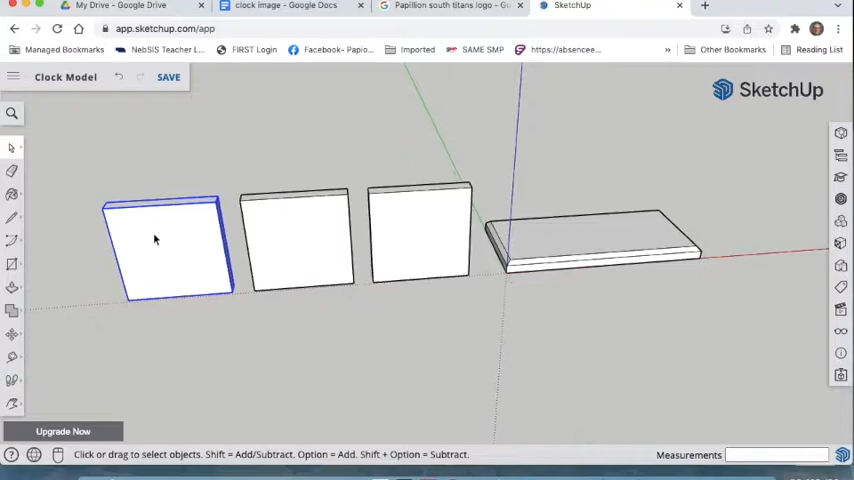 My Drive - Google Drive
clock image - Google Docs
Papillion south titans logo - Goo
SketchUp
app.sketchup.com/app
Managed Bookmarks
NebSIS Teacher L...
FIRST Login
Facebook- Papio...
Imported
SAME SMP
https://absencee...
»
Other Bookmarks
Reading List
Clock Model
SAVE
SketchUp
Upgrade Now
Click or drag to select objects. Shift = Add/Subtract. Option = Add. Shift + Option = Subtract.
Measurements